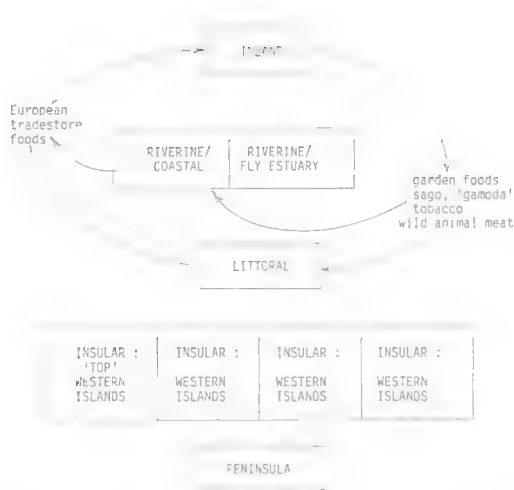 INLAND
European
tradestore
foods
RIVERINE/ RIVERINE/
COASTAL FLY ESTUARY
garden foods
sago, 'gamoda'
tobacco
wild animal meat
LITTORAL
INSULAR : INSULAR : INSULAR : INSULAR :
'TOP'
WESTERN WESTERN WESTERN WESTERN
ISLANDS ISLANDS ISLANDS ISLANDS
PENINSULA